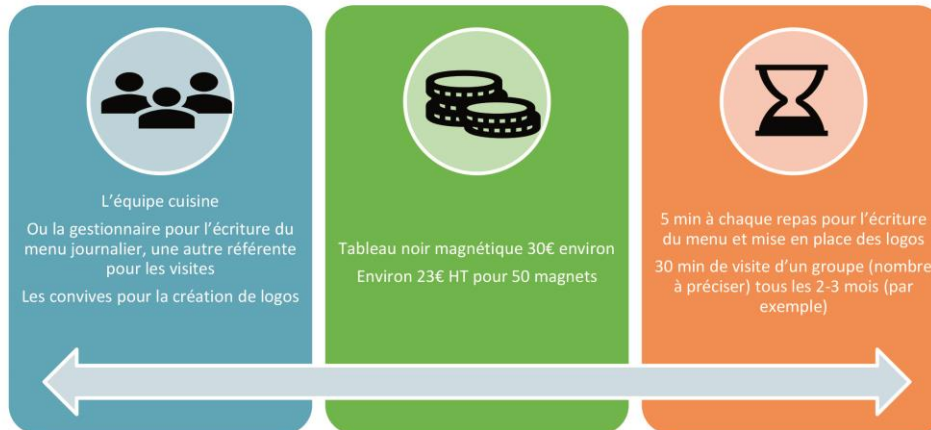 L'équipe cuisine
Ou la gestionnaire pour l'écriture du
menu journalier, une autre référente
pour les visites
Les convives pour la création de logos
Tableau noir magnétique 30€ environ
Environ 23€ HT pour 50 magnets
5 min à chaque repas pour l'écriture
du menu et mise en place des logos
30 min de visite d'un groupe (nombre
à préciser) tous les 2-3 mois (par
exemple)